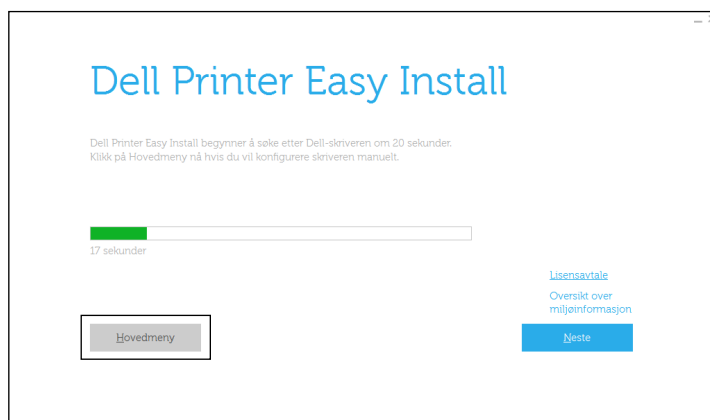 Dell Printer Easy Install
Dell Printer Easy Install begynner å søke etter Dell-skriveren om 20 sekunder.
Klikk på Hovedmeny nå hvis du vil konfigurere skriveren manuelt.
17 sekunder
Lisensavtale
Oversikt over
miljøinformasjon
Hovedmeny
Neste